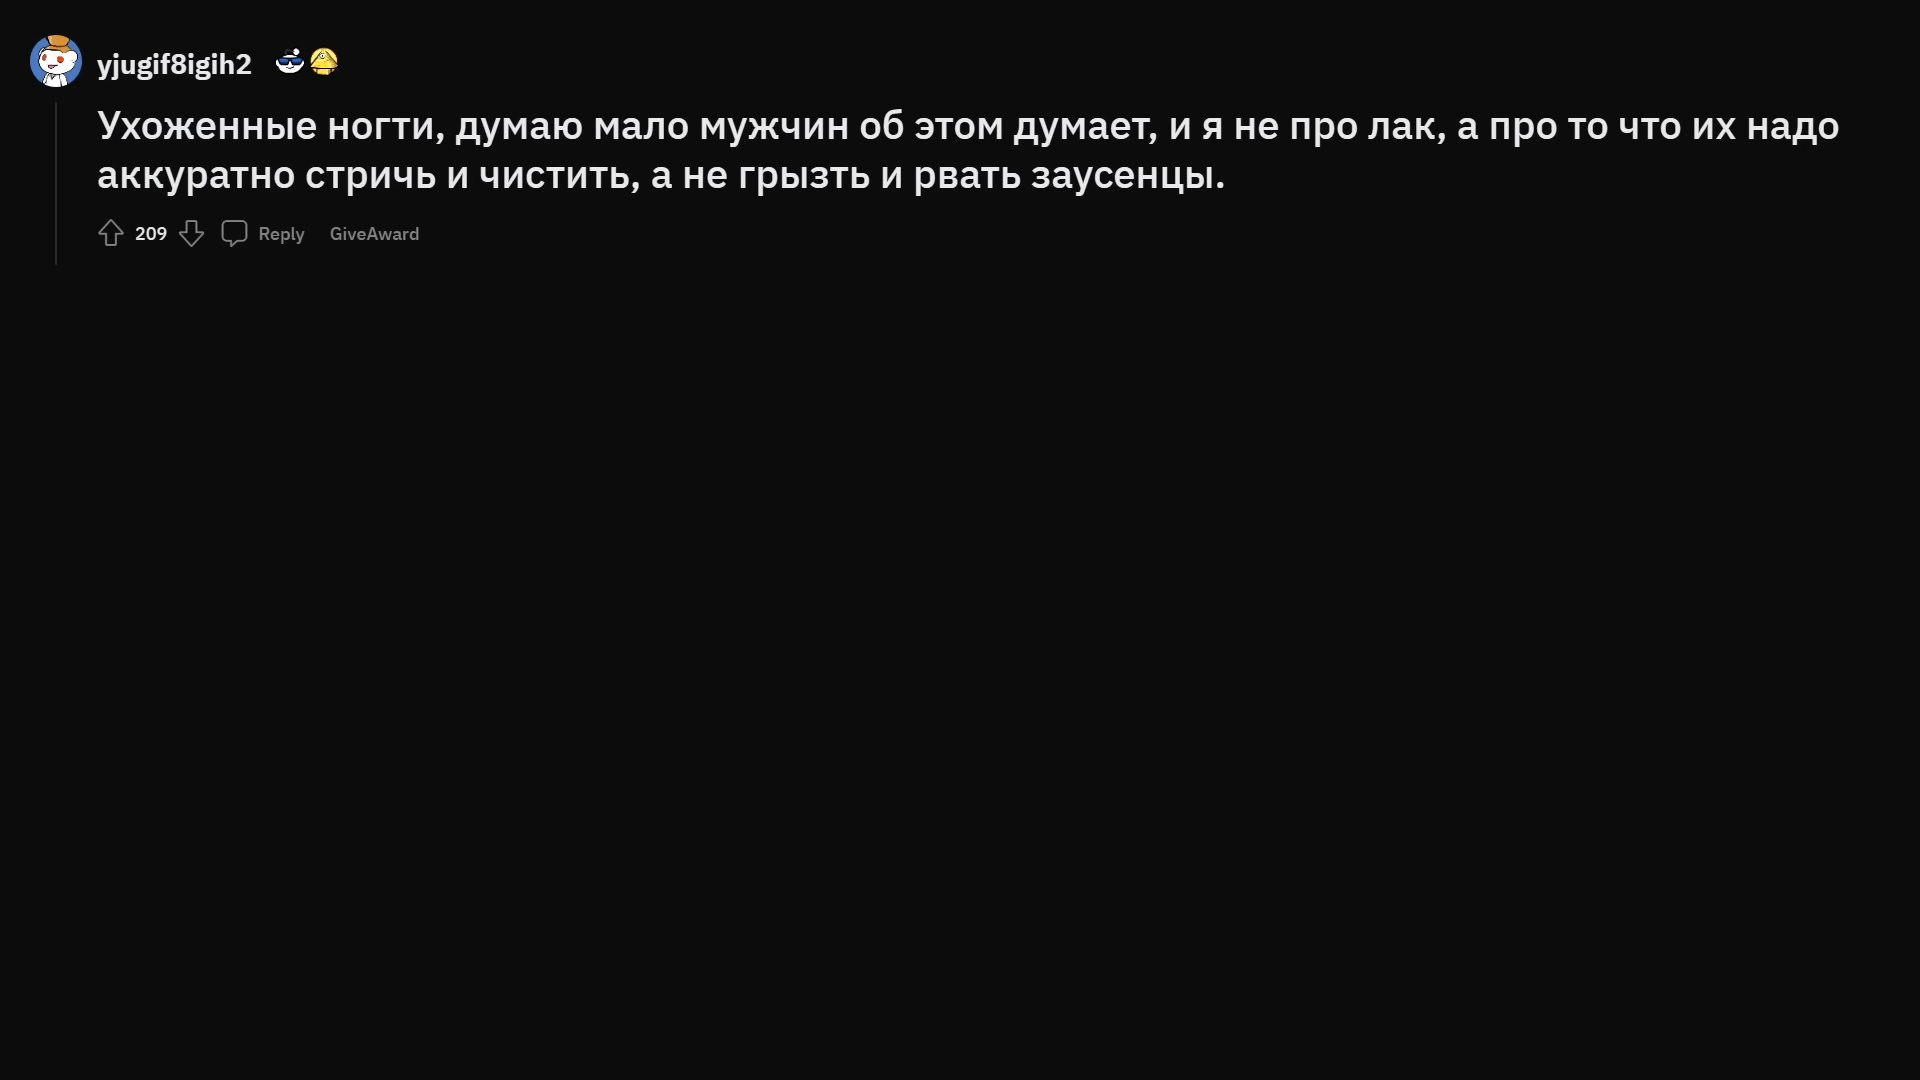 yjugif8igih2
Ухоженные ногти, думаю мало мужчин об этом думает, и я не про лак, а про то что их надо
аккуратно стричь и чистить, а не грызть и рвать заусенцы.
209 Reply GiveAward